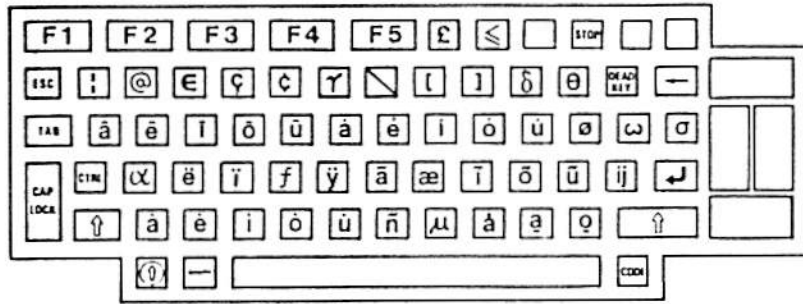 F1 F2 F3 F4 F5 £ ≤ STOP
ESC ¦ @ ∈ ç ¢ ϒ \ [ ] δ θ DEAD KEY ←
TAB â ê î ô û á é í ó ú ø ω σ
CAP LOCK CTRL α ë ï ƒ ÿ ā æ ī ō ū ij ↵
⇧ à è ì ò ù ñ μ å a̱ o̱ ⇧
(⇧) — CODE